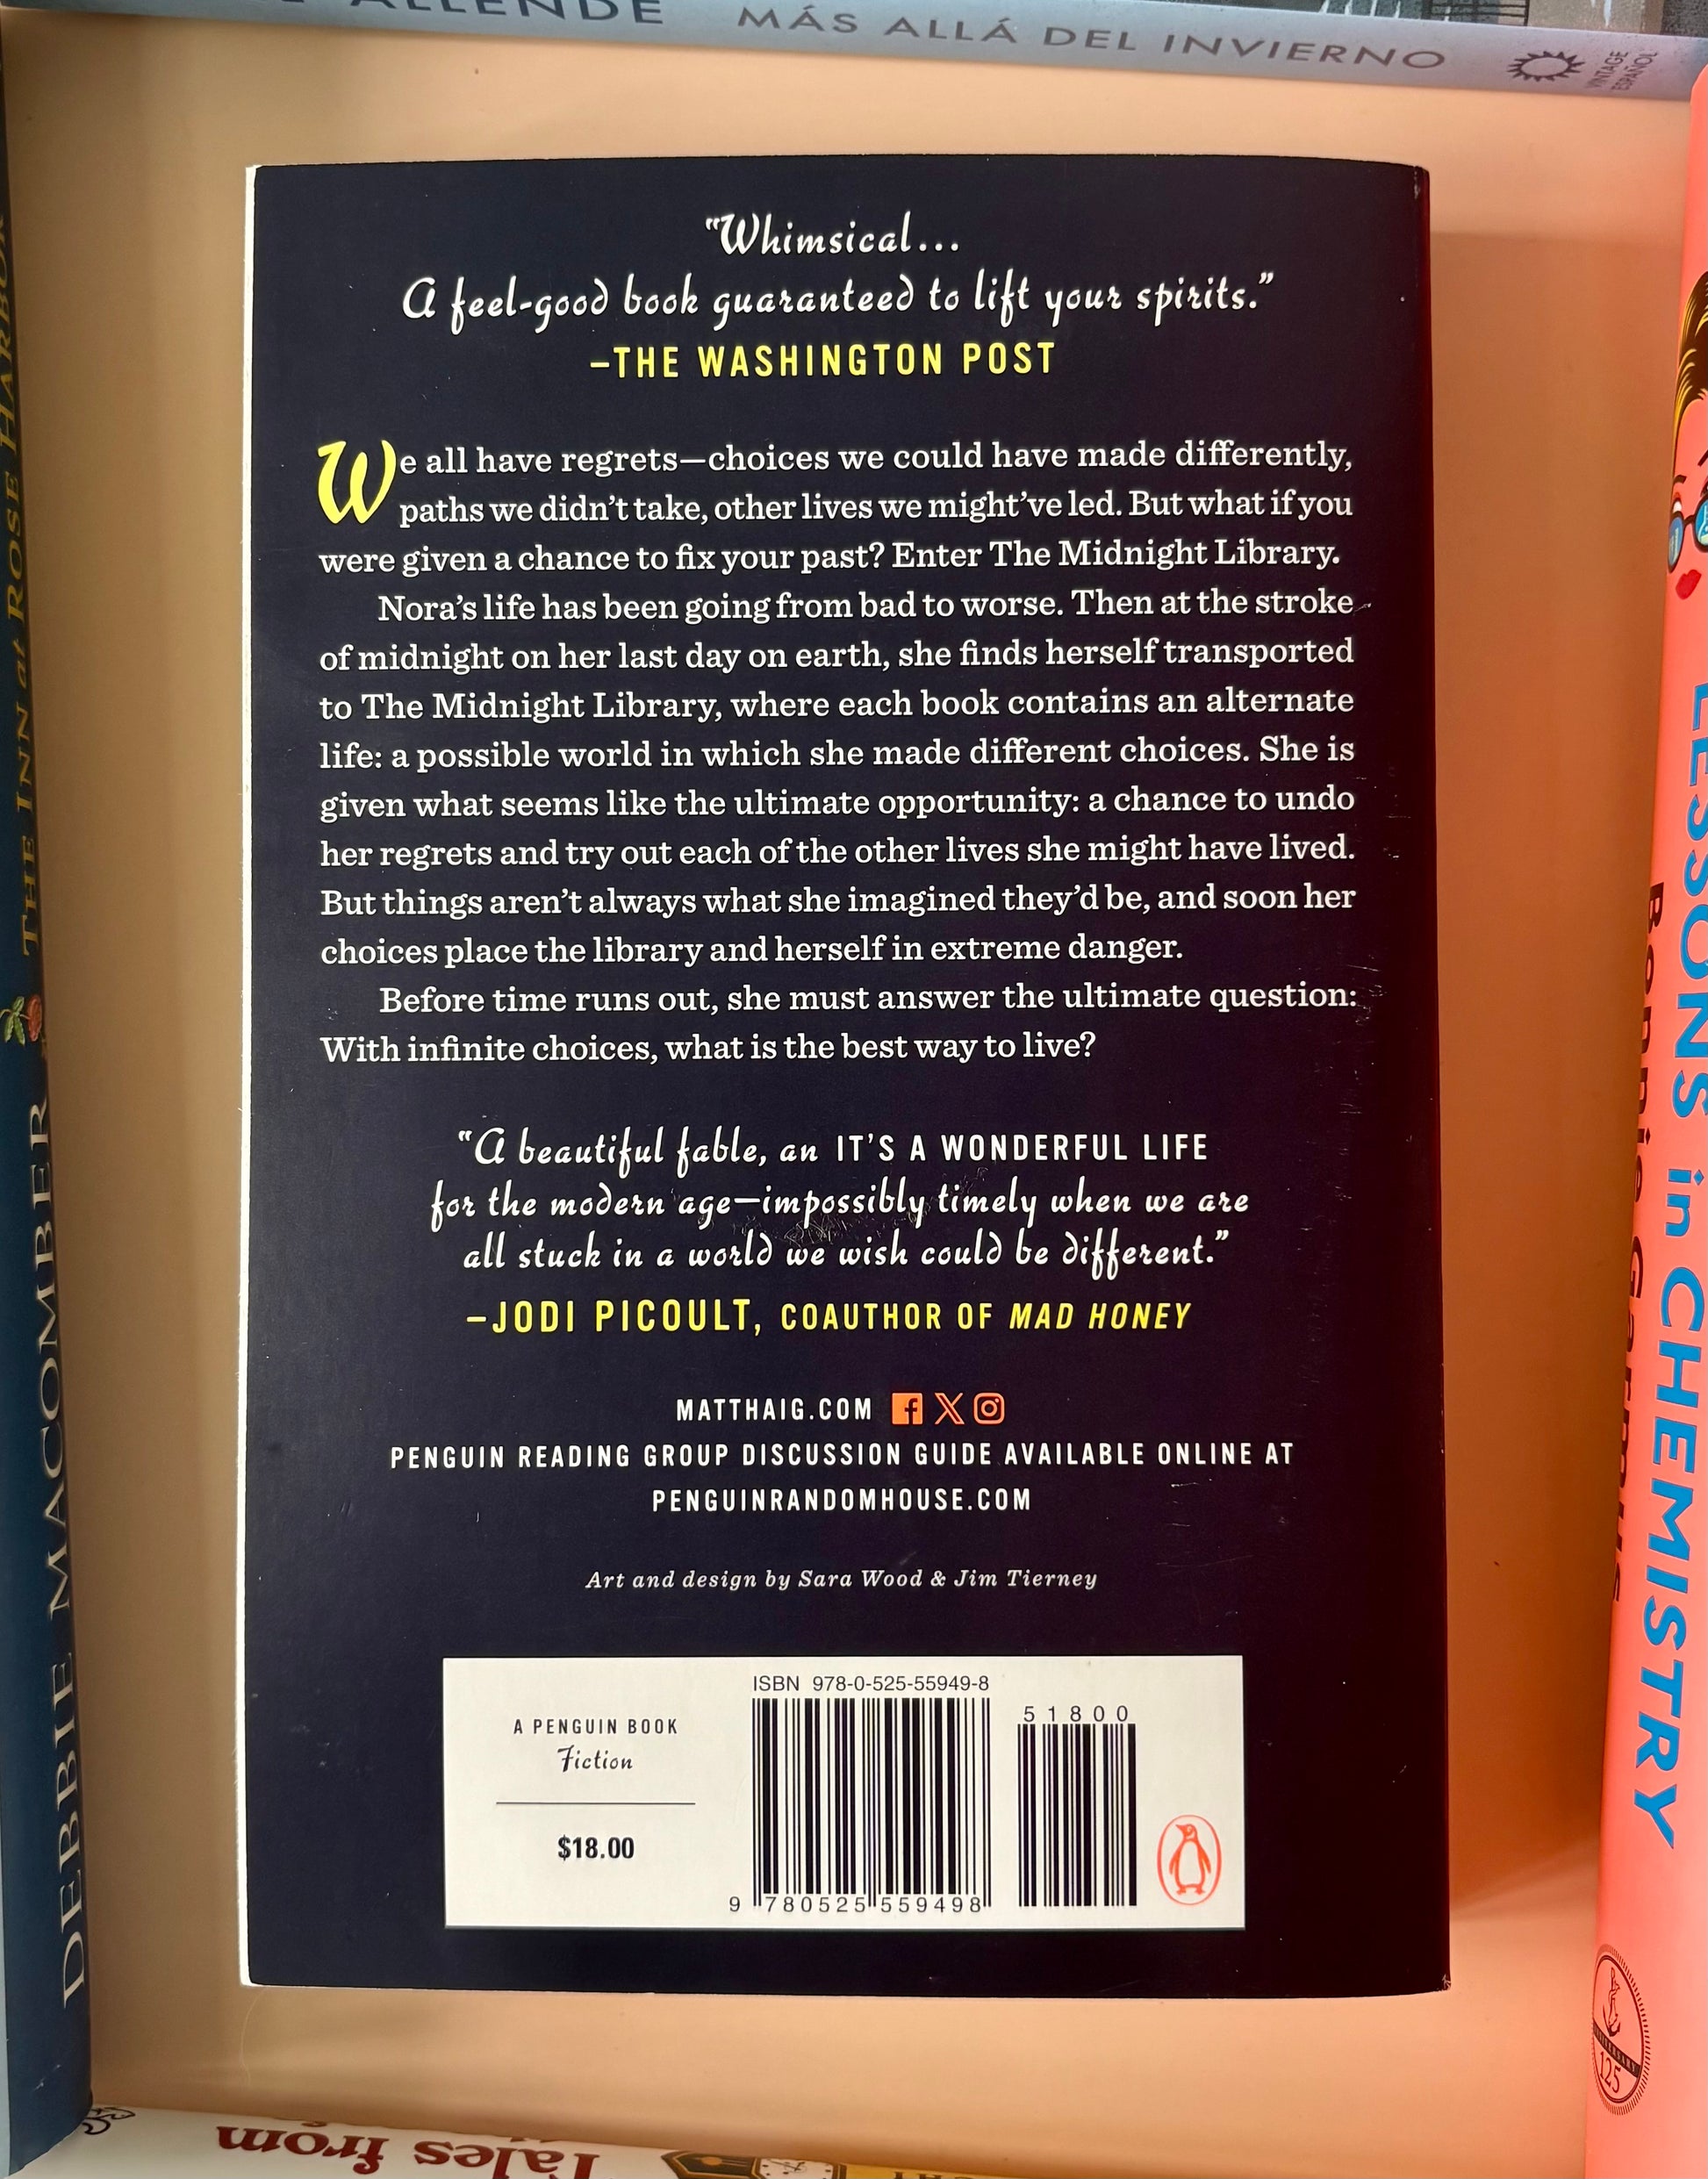 ALLENDE MÁS ALLÁ DEL INVIERNO
VINTAGE
ESPAÑOL
“Whimsical...
A feel-good book guaranteed to lift your spirits.”
–THE WASHINGTON POST
We all have regrets—choices we could have made differently,
paths we didn’t take, other lives we might’ve led. But what if you
were given a chance to fix your past? Enter The Midnight Library.
Nora’s life has been going from bad to worse. Then at the stroke
of midnight on her last day on earth, she finds herself transported
to The Midnight Library, where each book contains an alternate
life: a possible world in which she made different choices. She is
given what seems like the ultimate opportunity: a chance to undo
her regrets and try out each of the other lives she might have lived.
But things aren’t always what she imagined they’d be, and soon her
choices place the library and herself in extreme danger.
Before time runs out, she must answer the ultimate question:
With infinite choices, what is the best way to live?
“A beautiful fable, an IT’S A WONDERFUL LIFE
for the modern age—impossibly timely when we are
all stuck in a world we wish could be different.”
–JODI PICOULT, COAUTHOR OF MAD HONEY
MATTHAIG.COM
PENGUIN READING GROUP DISCUSSION GUIDE AVAILABLE ONLINE AT
PENGUINRANDOMHOUSE.COM
Art and design by Sara Wood & Jim Tierney
A PENGUIN BOOK
Fiction
$18.00
ISBN 978-0-525-55949-8
51800
9 780525 559498
THE INN at ROSE HARBOR
DEBBIE MACOMBER
LESSONS in CHEMISTRY
Bonnie Garmus
125
Tales from